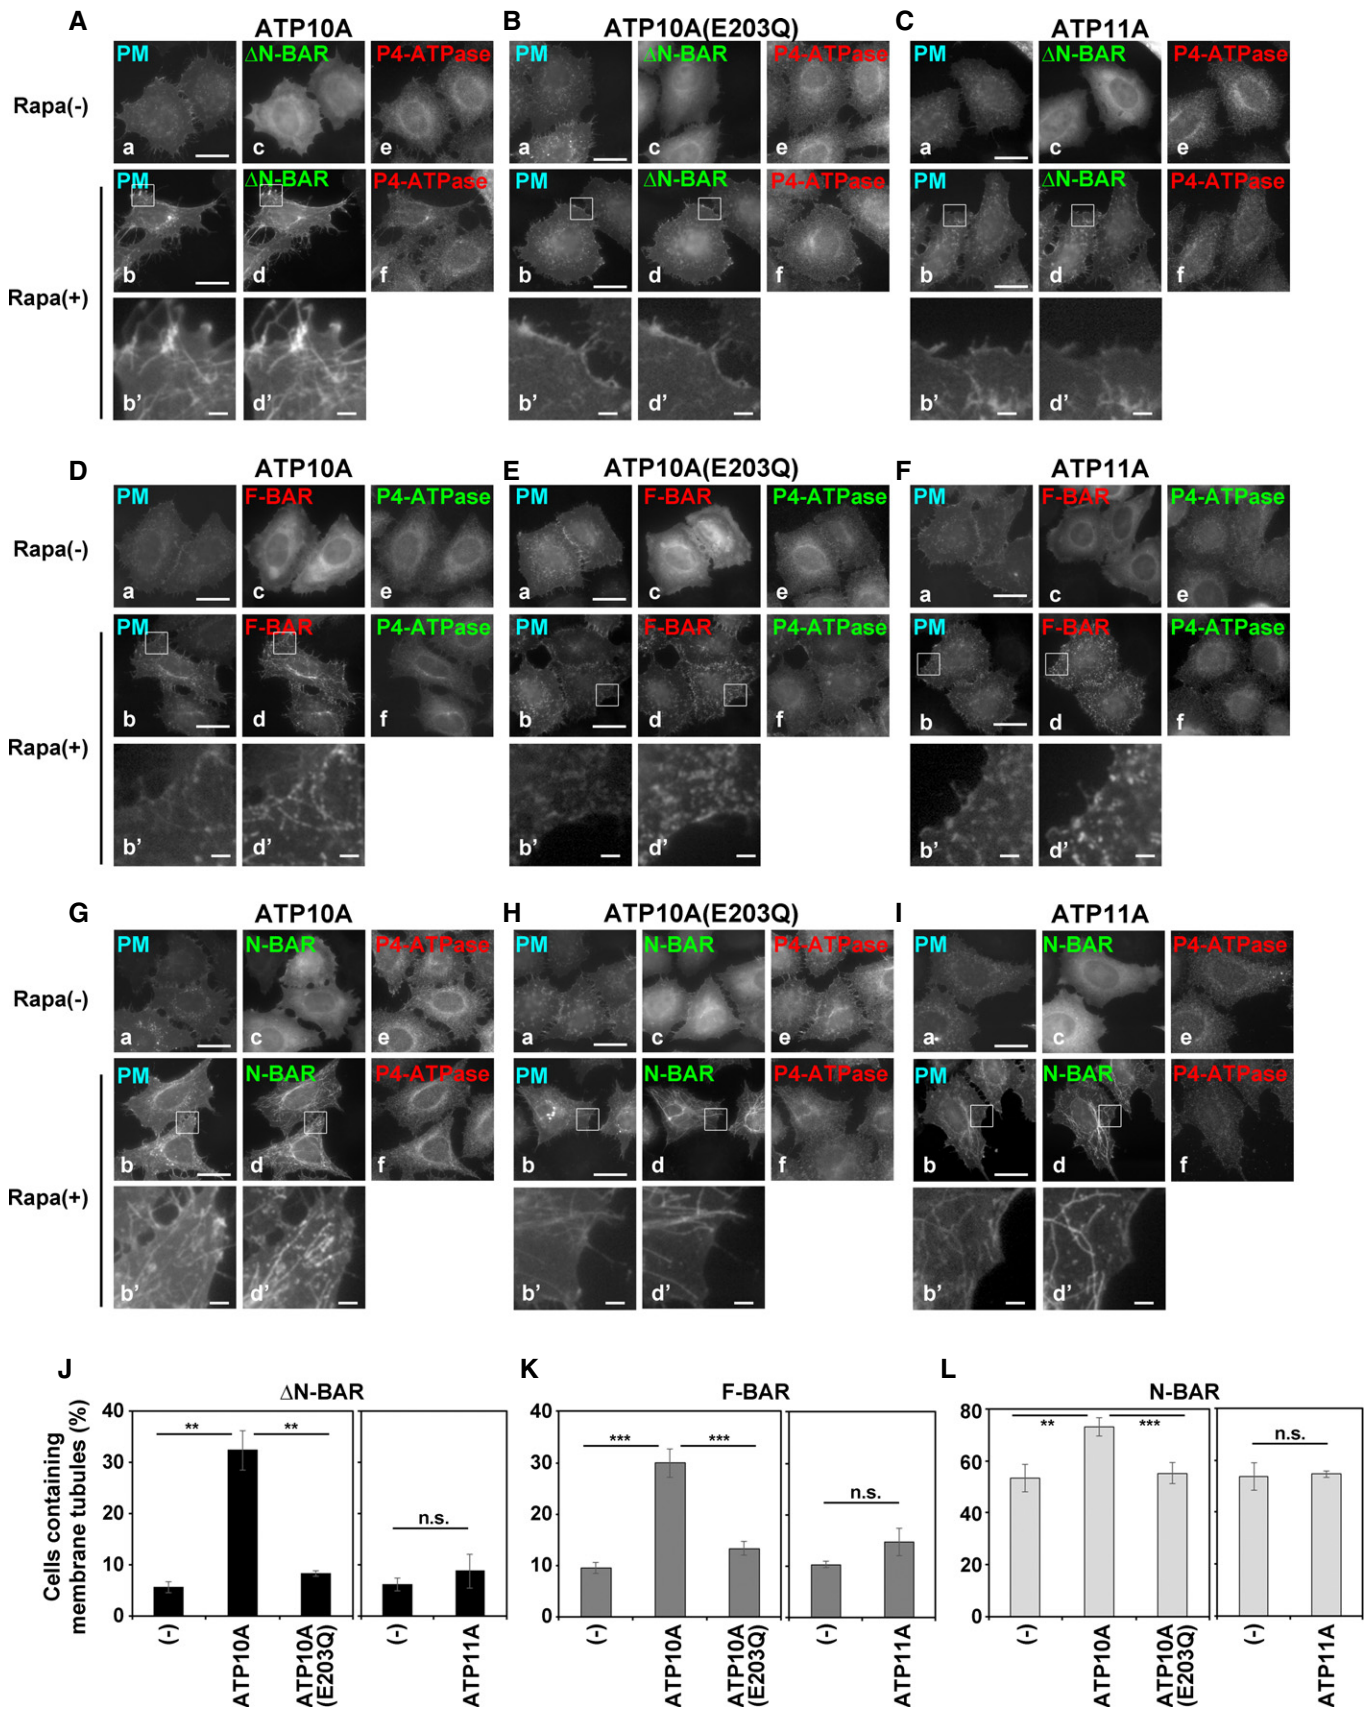 A ATP10A B ATP10A(E203Q) C ATP11A
PM ΔN-BAR P4-ATPase PM ΔN-BAR P4-ATPase PM ΔN-BAR P4-ATPase
Rapa(-)
a c e a c e a c e
PM ΔN-BAR P4-ATPase PM ΔN-BAR P4-ATPase PM ΔN-BAR P4-ATPase
b d f b d f b d f
Rapa(+)
b' d' b' d' b' d'
D ATP10A E ATP10A(E203Q) F ATP11A
PM F-BAR P4-ATPase PM F-BAR P4-ATPase PM F-BAR P4-ATPase
Rapa(-)
a c e a c e a c e
PM F-BAR P4-ATPase PM F-BAR P4-ATPase PM F-BAR P4-ATPase
b d f b d f b d f
Rapa(+)
b' d' b' d' b' d'
G ATP10A H ATP10A(E203Q) I ATP11A
PM N-BAR P4-ATPase PM N-BAR P4-ATPase PM N-BAR P4-ATPase
Rapa(-)
a c e a c e a c e
PM N-BAR P4-ATPase PM N-BAR P4-ATPase PM N-BAR P4-ATPase
b d f b d f b d f
Rapa(+)
b' d' b' d' b' d'
J
ΔN-BAR
Cells containing
membrane tubules (%)
40
30
20
10
0
** **
n.s.
(-)
ATP10A
ATP10A
(E203Q)
(-)
ATP11A
K
F-BAR
40
30
20
10
0
*** ***
n.s.
(-)
ATP10A
ATP10A
(E203Q)
(-)
ATP11A
L
N-BAR
80
60
40
20
0
** ***
n.s.
(-)
ATP10A
ATP10A
(E203Q)
(-)
ATP11A